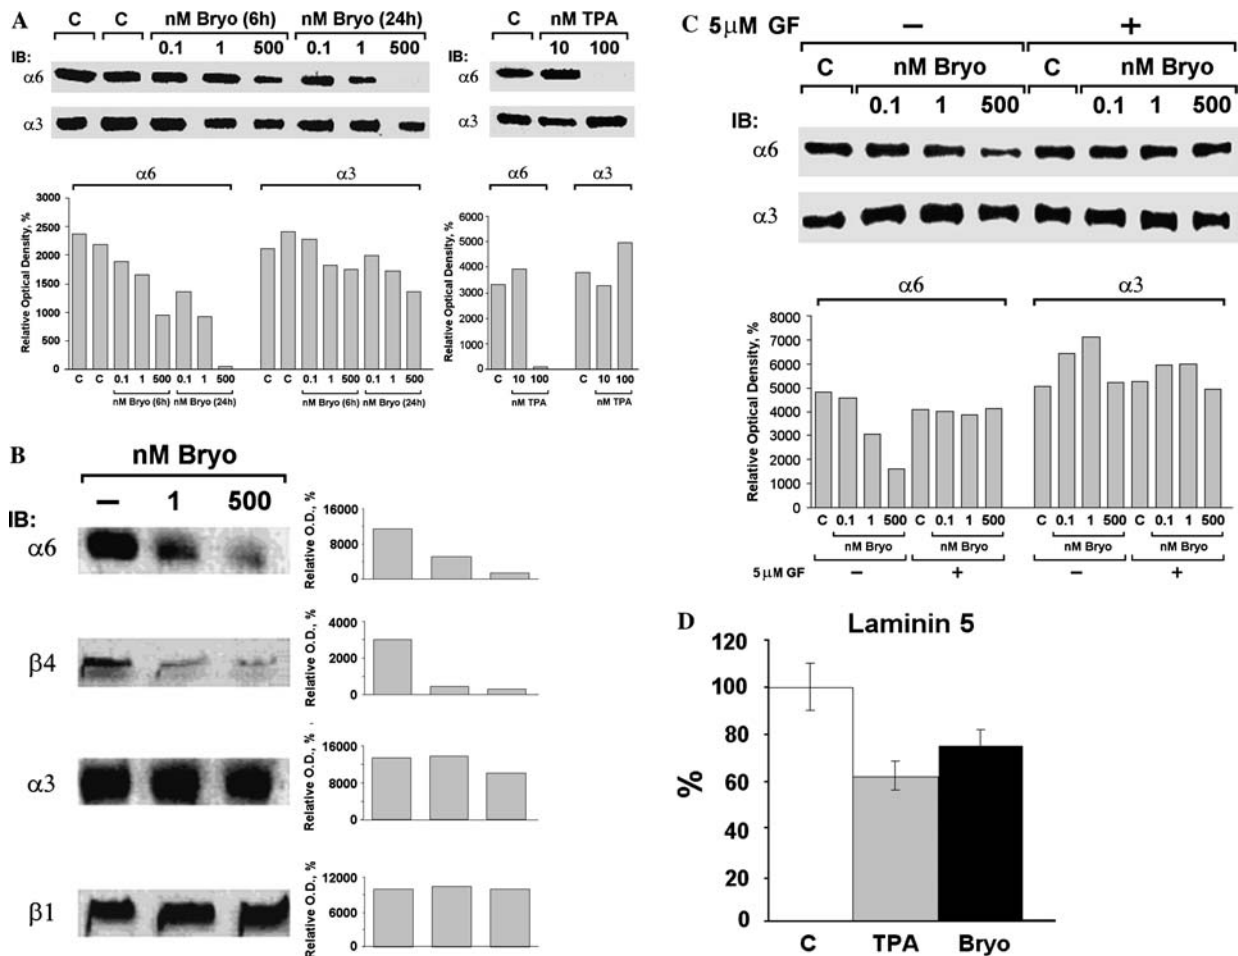 A
C C nM Bryo (6h) nM Bryo (24h)
0.1 1 500 0.1 1 500
IB:
α6
α3
C nM TPA
10 100
IB:
α6
α3
α6 α3
Relative Optical Density, %
3000
2500
2000
1500
1000
500
0
C C 0.1 1 500 0.1 1 500 C C 0.1 1 500 0.1 1 500
nM Bryo (6h) nM Bryo (24h) nM Bryo (6h) nM Bryo (24h)
α6 α3
Relative Optical Density, %
6000
5000
4000
3000
2000
1000
0
C 10 100 C 10 100
nM TPA nM TPA
B
nM Bryo
– 1 500
IB:
α6
Relative O.D., %
16000
8000
0
β4
Relative O.D., %
4000
2000
0
α3
Relative O.D., %
16000
8000
0
β1
Relative O.D., %
12000
6000
0
C 5μM GF – +
C nM Bryo C nM Bryo
0.1 1 500 0.1 1 500
IB:
α6
α3
α6 α3
Relative Optical Density, %
8000
7000
6000
5000
4000
3000
2000
1000
0
C 0.1 1 500 C 0.1 1 500 C 0.1 1 500 C 0.1 1 500
nM Bryo nM Bryo nM Bryo nM Bryo
5 μM GF – + – +
D
Laminin 5
%
120
100
80
60
40
20
0
C TPA Bryo